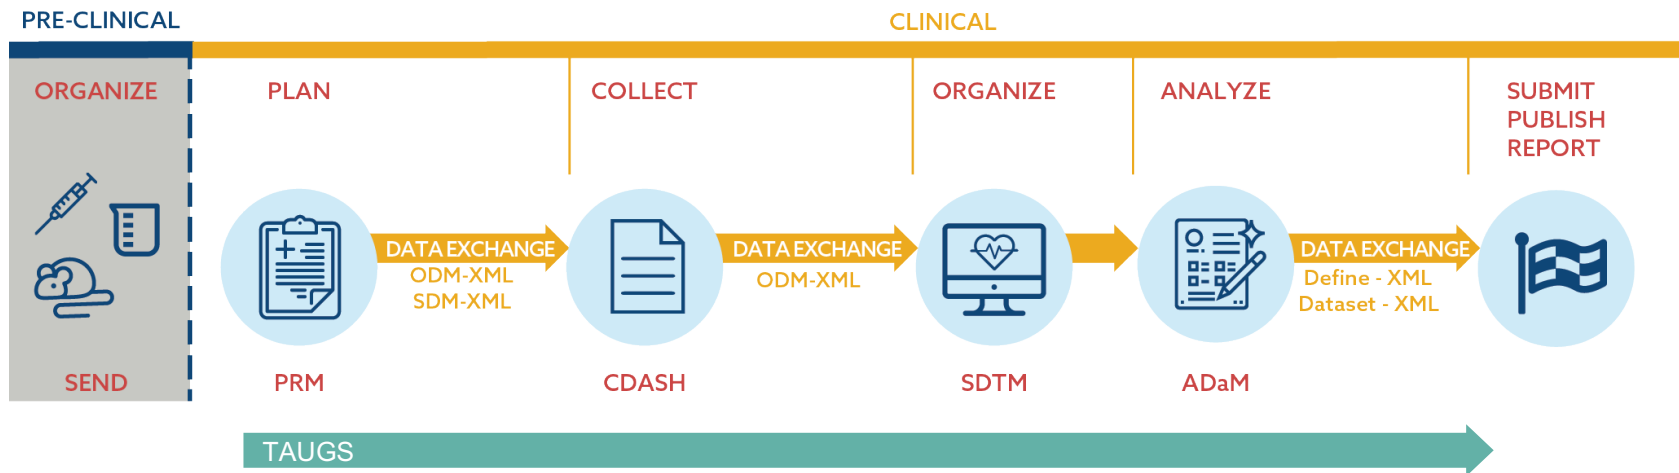 PRE-CLINICAL
CLINICAL
ORGANIZE
PLAN
COLLECT
ORGANIZE
ANALYZE
SUBMIT
PUBLISH
REPORT
DATA EXCHANGE
ODM-XML
SDM-XML
DATA EXCHANGE
ODM-XML
DATA EXCHANGE
Define - XML
Dataset - XML
SEND
PRM
CDASH
SDTM
ADaM
TAUGS